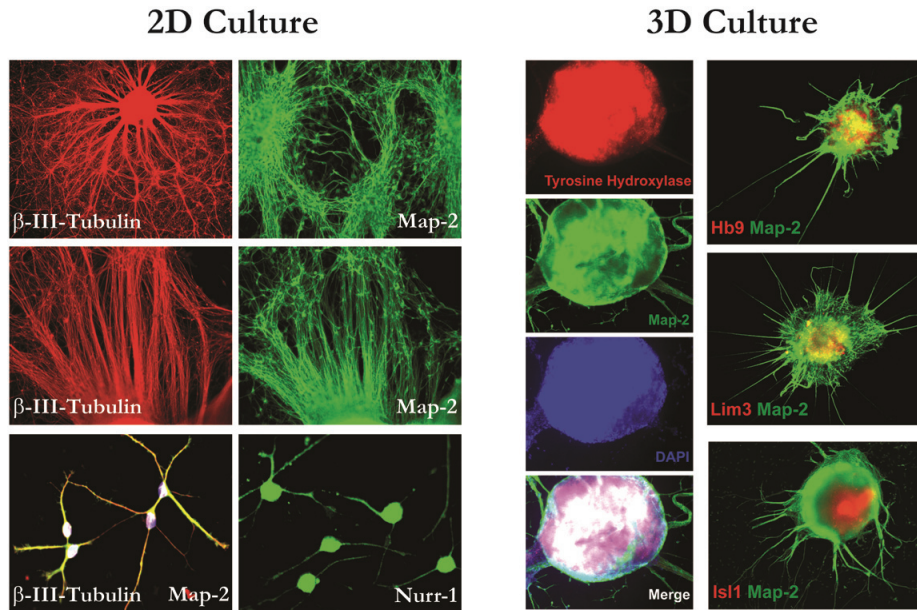 2D Culture
3D Culture
β-III-Tubulin
Map-2
β-III-Tubulin
Map-2
β-III-Tubulin Map-2
Nurr-1
Tyrosine Hydroxylase
Map-2
DAPI
Merge
Hb9 Map-2
Lim3 Map-2
Isl1 Map-2